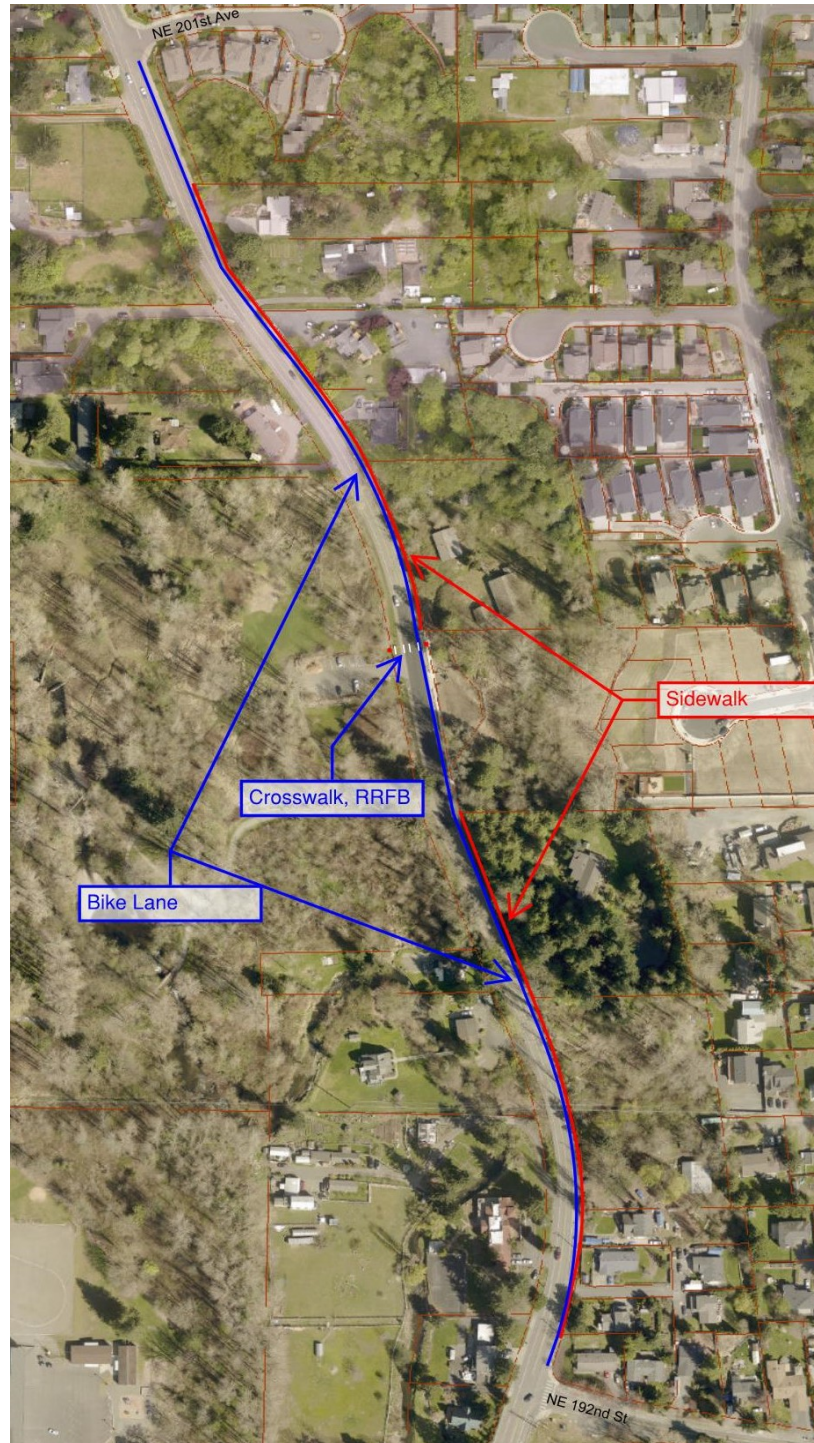 NE 201st Ave
Sidewalk
Crosswalk, RRFB
Bike Lane
NE 192nd St